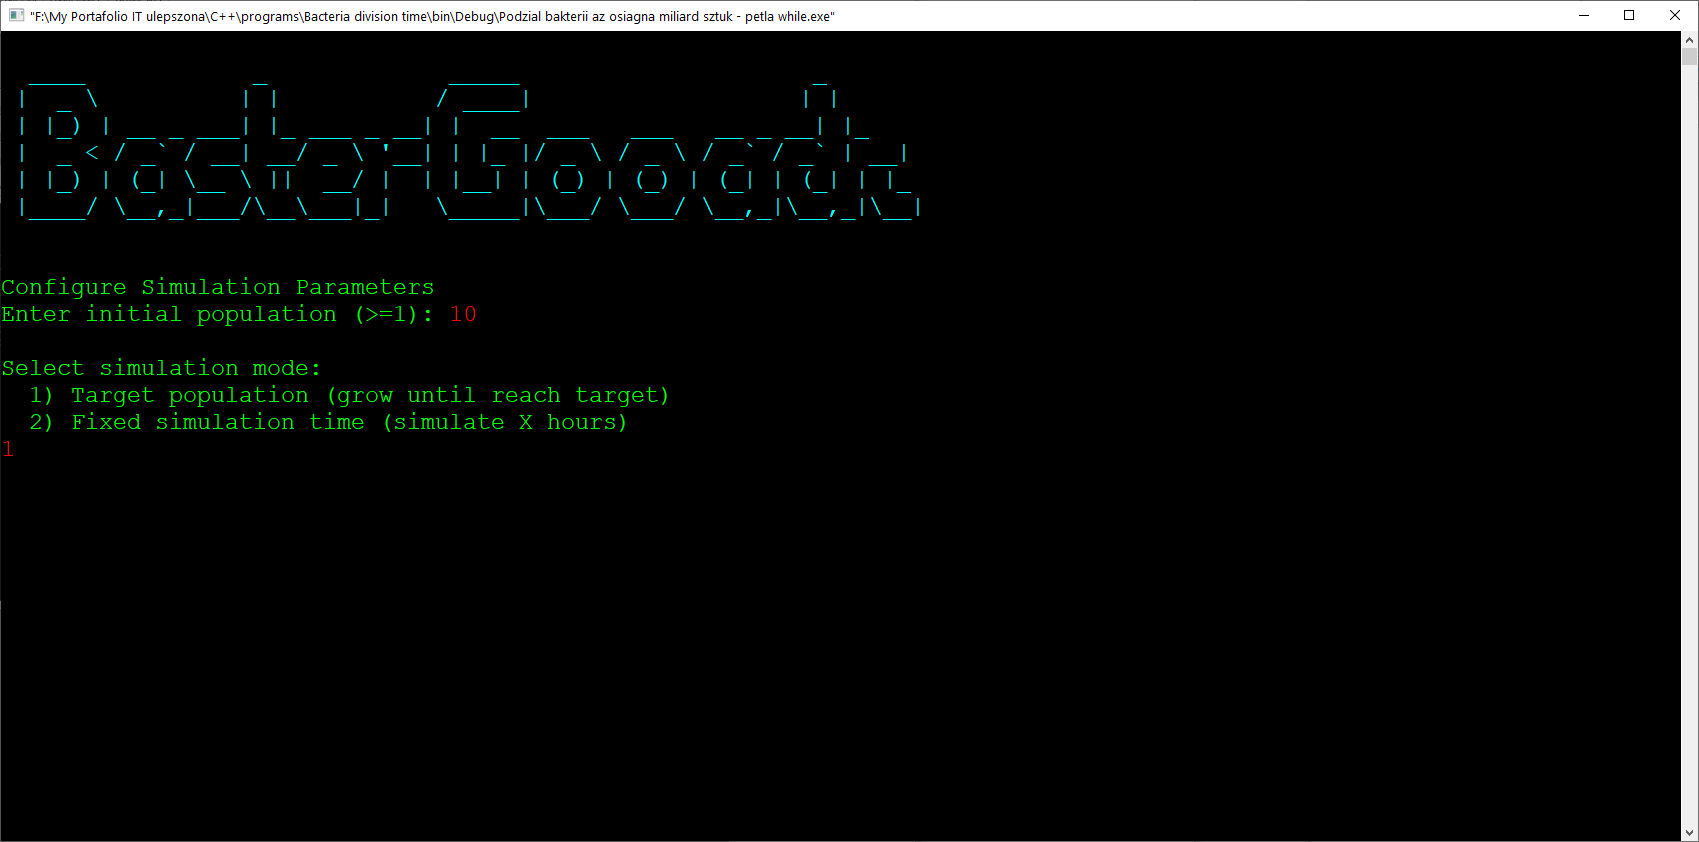 "F:\My Portafolio IT ulepszona\C++\programs\Bacteria division time\bin\Debug\Podzial bakterii az osiagna miliard sztuk - petla while.exe"
Configure Simulation Parameters
Enter initial population (>=1): 10
Select simulation mode:
1) Target population (grow until reach target)
2) Fixed simulation time (simulate X hours)
1